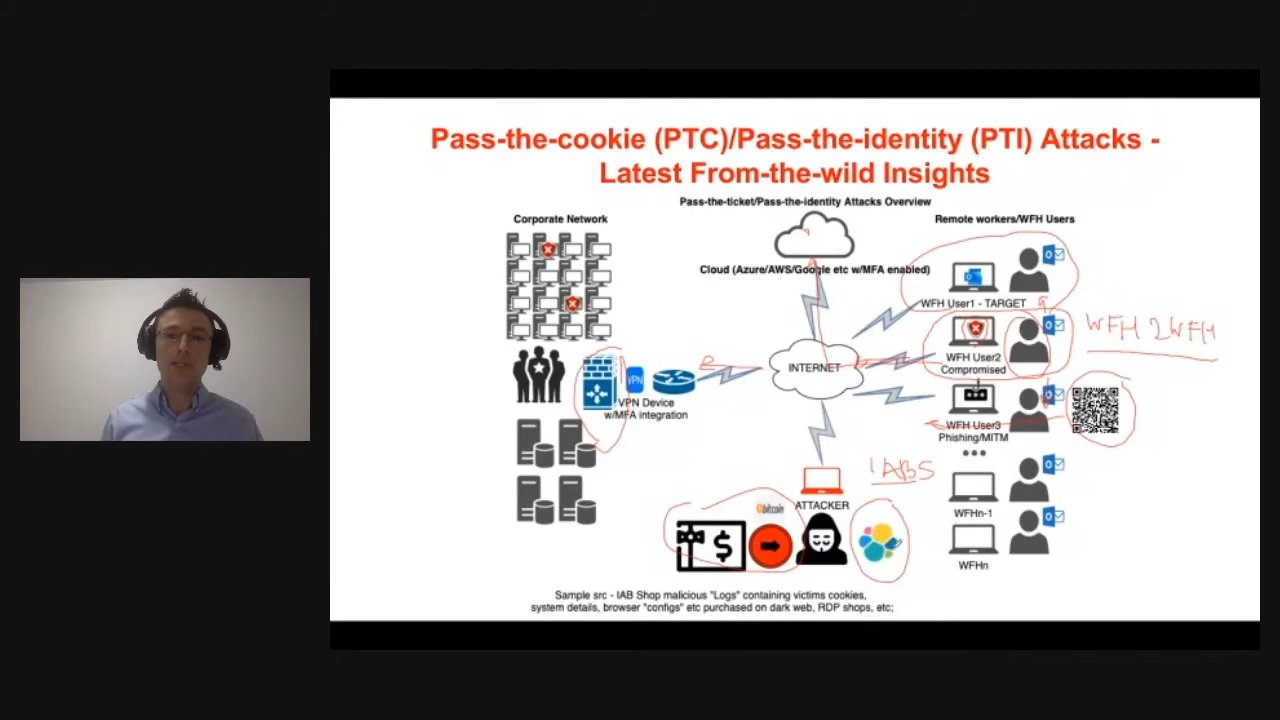 Pass-the-cookie (PTC)/Pass-the-identity (PTI) Attacks -
Latest From-the-wild Insights
Pass-the-ticket/Pass-the-identity Attacks Overview
Corporate Network
Remote workers/WFH Users
Cloud (Azure/AWS/Google etc w/MFA enabled)
WFH User1 - TARGET
WFH 2 WFH
WFH User2
Compromised
INTERNET
VPN
VPN Device
w/MFA integration
WFH User3
Phishing/MITM
IABS
ATTACKER
bitcoin
$
WFHn-1
WFHn
Sample src - IAB Shop malicious "Logs" containing victims cookies,
system details, browser "configs" etc purchased on dark web, RDP shops, etc;